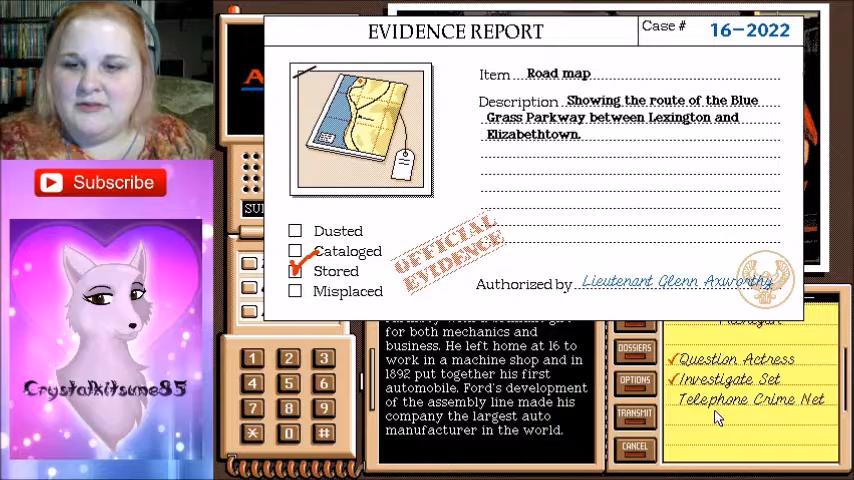 EVIDENCE REPORT
Case # 16-2022
Item Road map
Description Showing the route of the Blue
Grass Parkway between Lexington and
Elizabethtown.
Dusted
Cataloged
Stored
Misplaced
OFFICIAL
EVIDENCE
Authorized by Lieutenant Glenn Axworthy
Subscribe
Crystalkitsune85
A
1 2 3
4 5 6
7 8 9
* 0 #
for both mechanics and
business. He left home at 16 to
work in a machine shop and in
1892 put together his first
automobile. Ford's development
of the assembly line made his
company the largest auto
manufacturer in the world.
DOSSIERS
OPTIONS
TRANSMIT
CANCEL
Question Actress
Investigate Set
Telephone Crime Net